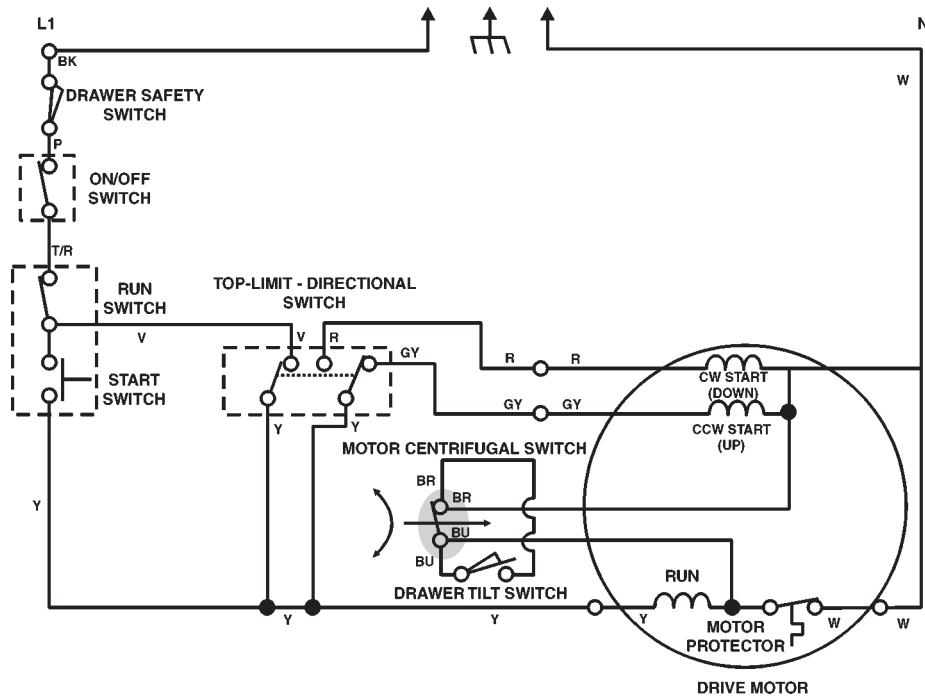 L1
N
BK
W
DRAWER SAFETY
SWITCH
P
ON/OFF
SWITCH
T/R
TOP-LIMIT - DIRECTIONAL
SWITCH
RUN
SWITCH
V
V
R
GY
R
R
START
SWITCH
CW START
(DOWN)
GY
GY
CCW START
(UP)
Y
Y
MOTOR CENTRIFUGAL SWITCH
BR
BR
Y
BU
BU
RUN
DRAWER TILT SWITCH
Y
Y
Y
MOTOR
PROTECTOR
W
W
DRIVE MOTOR